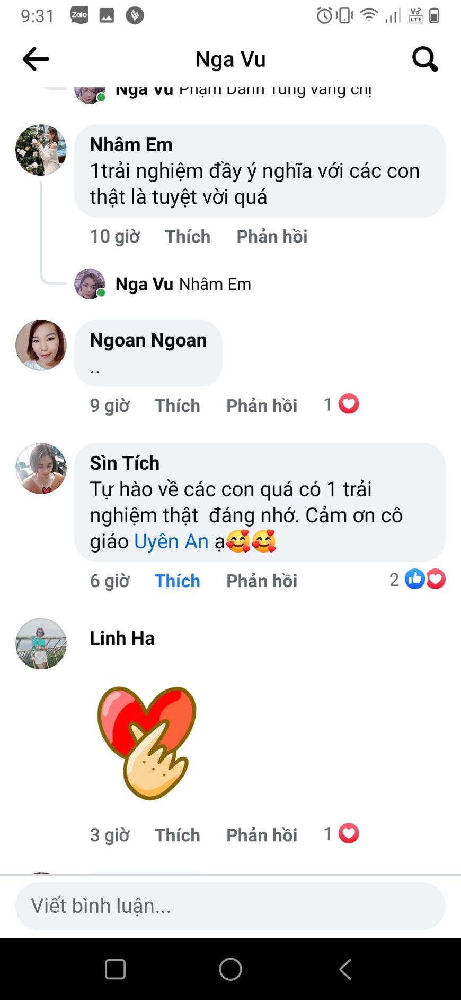 9:31
Zalo
Vo
LTE
Nga Vu
Nga Vu Phạm Danh Tùng vâng chị
Nhâm Em
1trải nghiệm đầy ý nghĩa với các con
thật là tuyệt vời quá
10 giờ Thích Phản hồi
Nga Vu Nhâm Em
Ngoan Ngoan
..
9 giờ Thích Phản hồi 1
Sìn Tích
Tự hào về các con quá có 1 trải
nghiệm thật  đáng nhớ. Cảm ơn cô
giáo Uyên An ạ🥰🥰
6 giờ Thích Phản hồi 2
Linh Ha
3 giờ Thích Phản hồi 1
Viết bình luận...